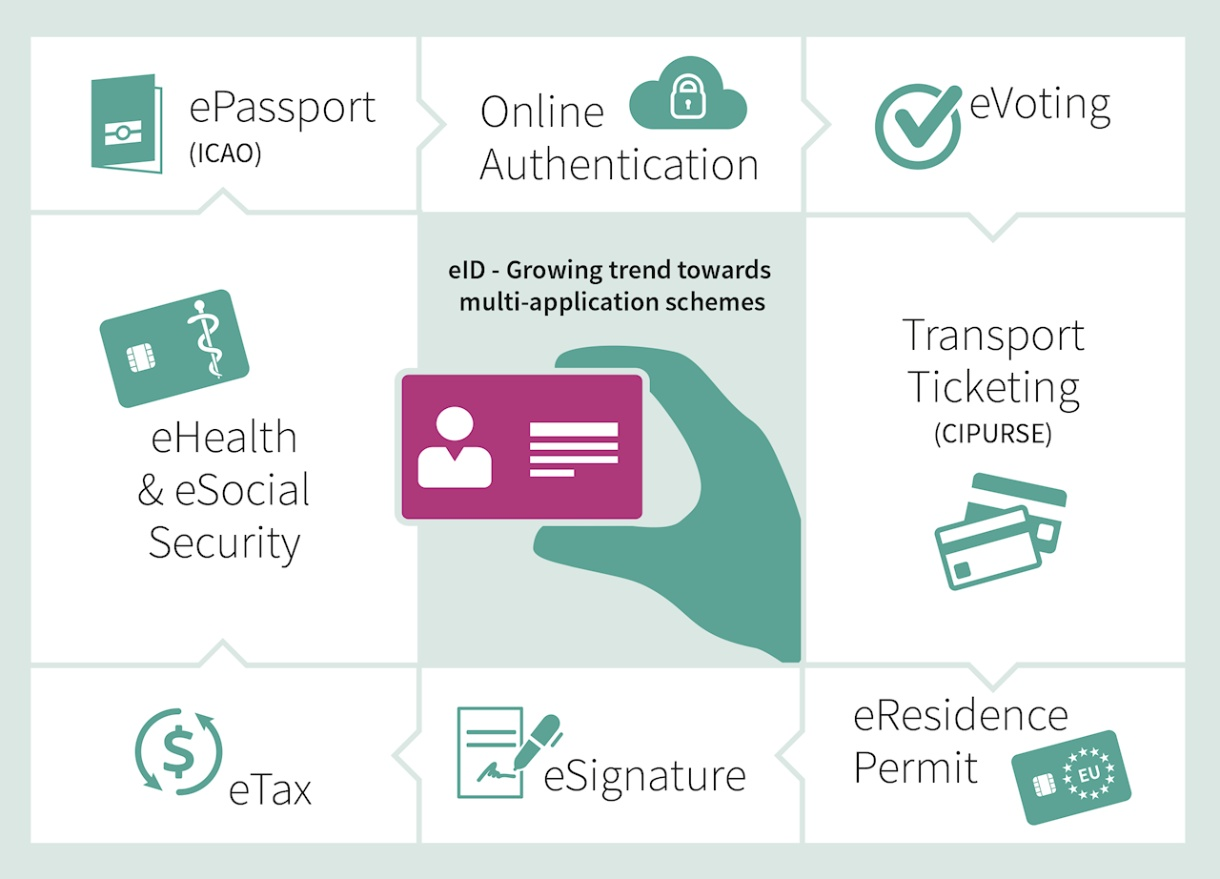 ePassport
(ICAO)
Online
Authentication
eVoting
eID - Growing trend towards
multi-application schemes
eHealth
& eSocial
Security
Transport
Ticketing
(CIPURSE)
$
eTax
eSignature
eResidence
Permit
EU